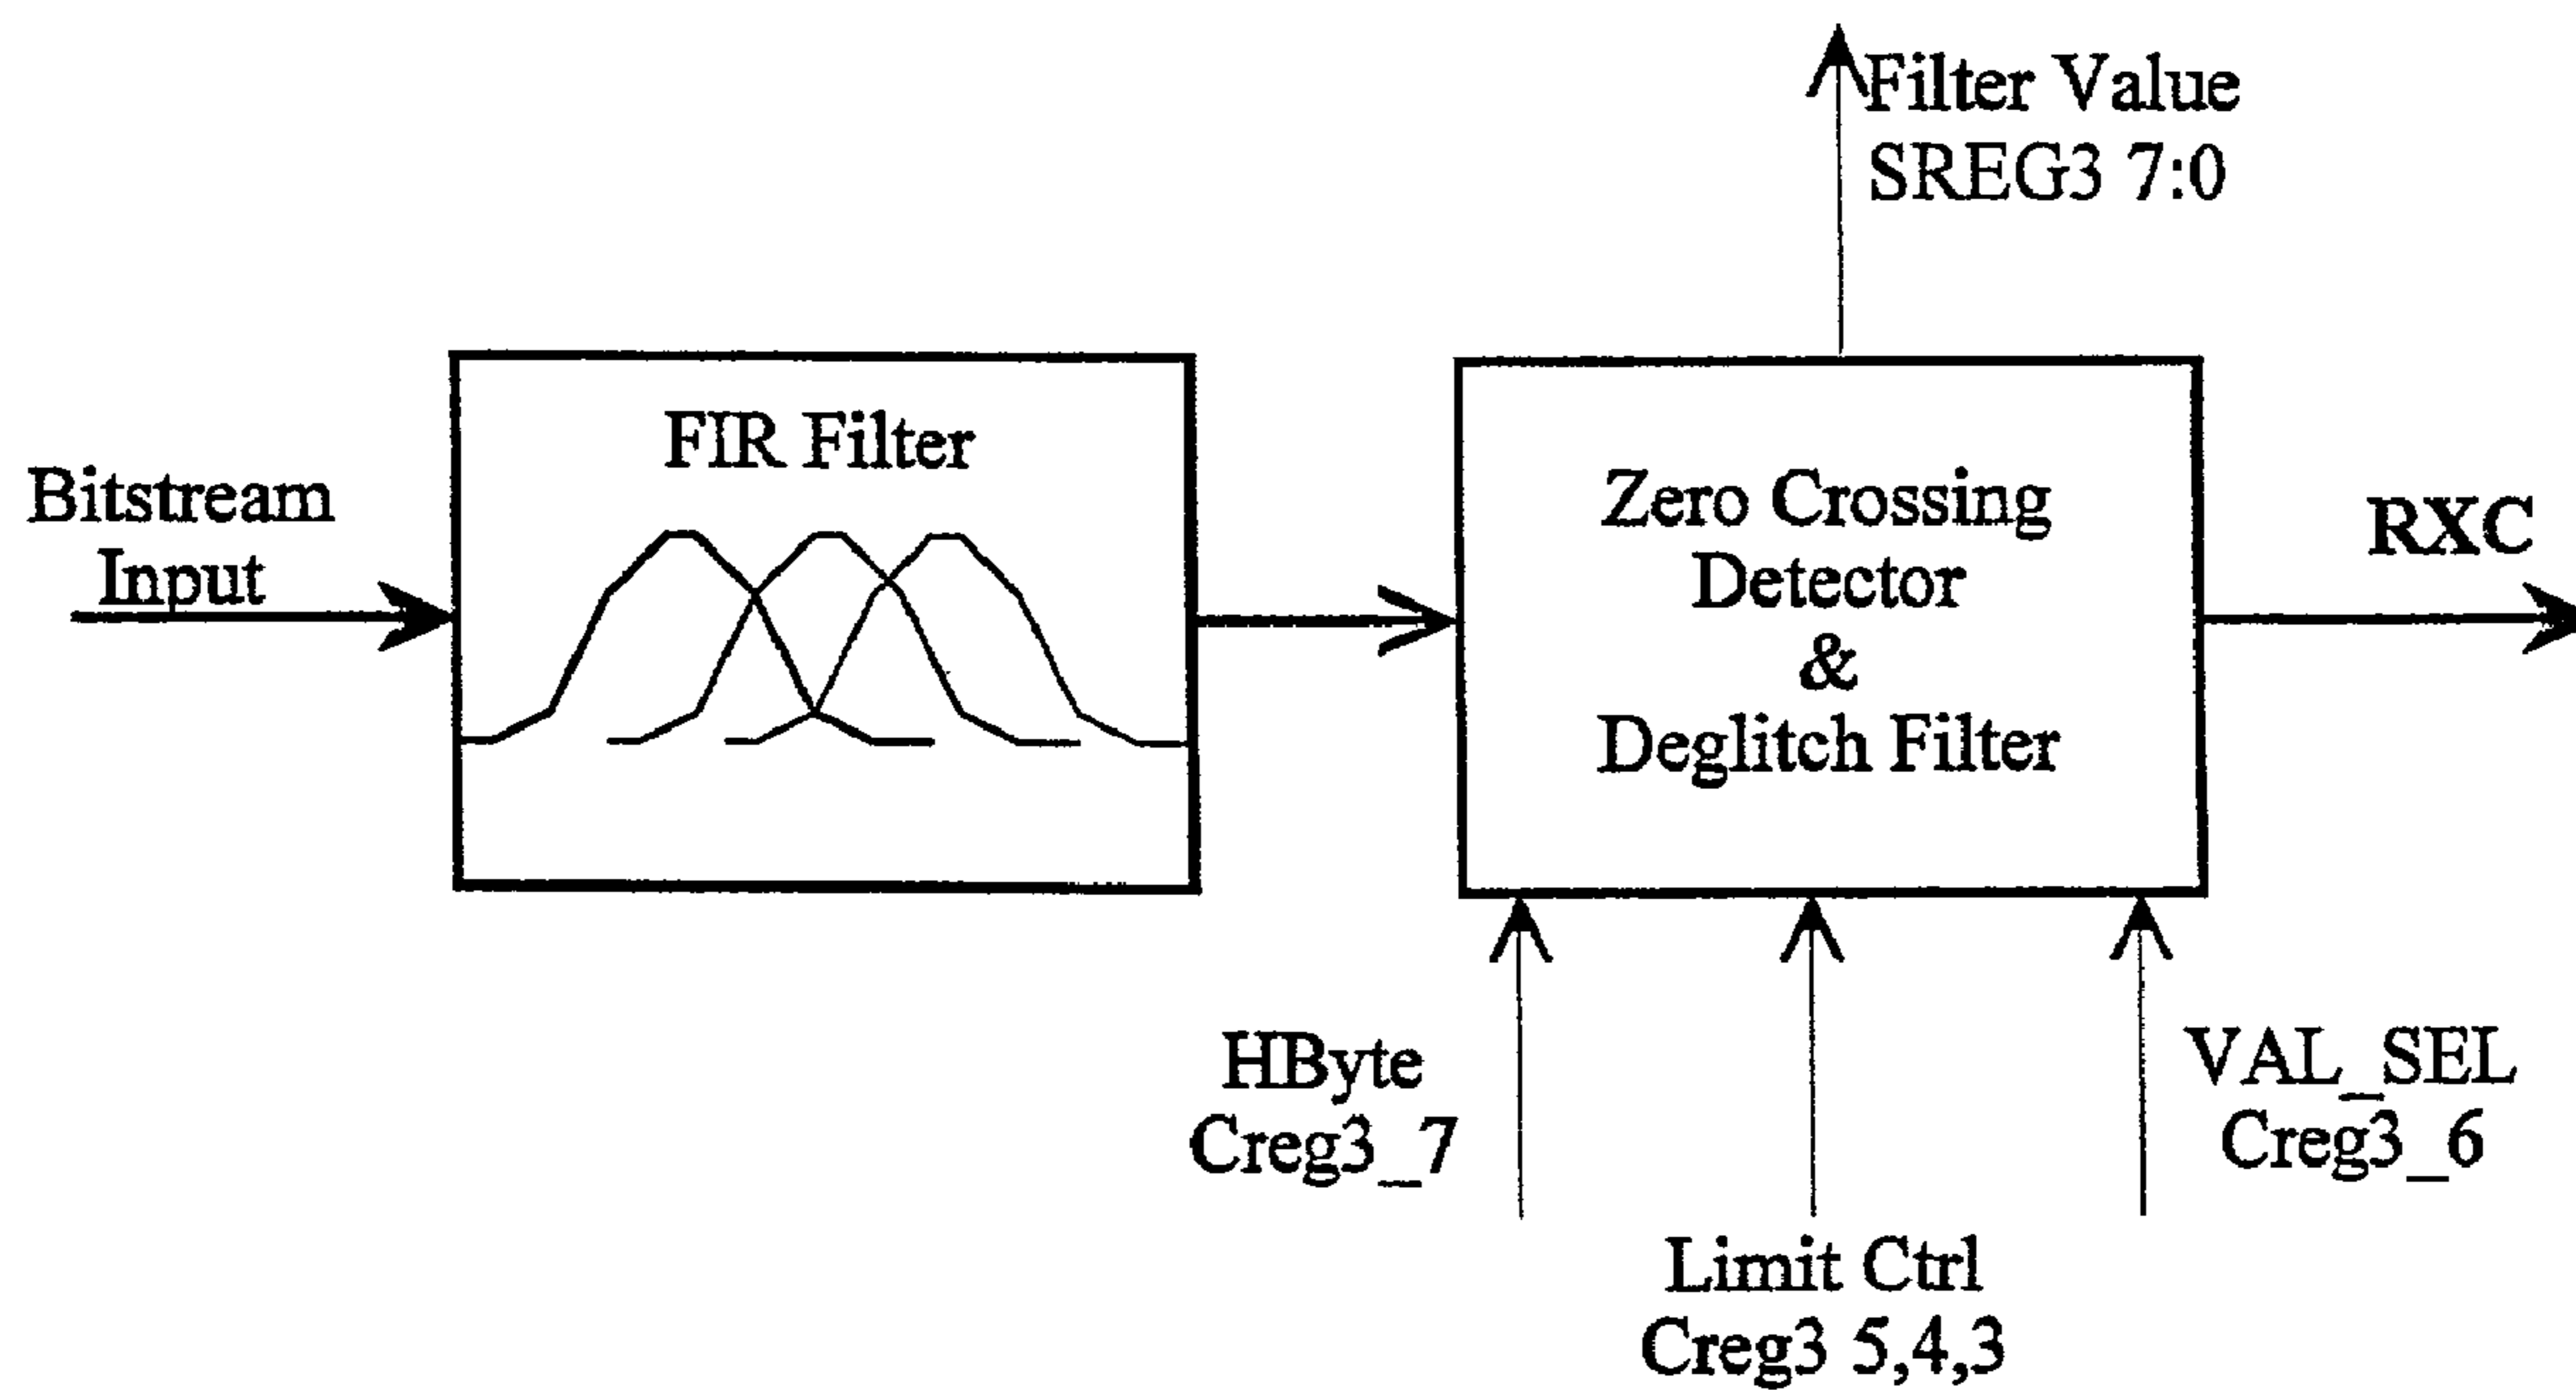 Filter Value
SREG3 7:0
FIR Filter
Bitstream
Input
Zero Crossing
Detector
&
Deglitch Filter
RXC
HByte
Creg3_7
VAL_SEL
Creg3_6
Limit Ctrl
Creg3 5,4,3